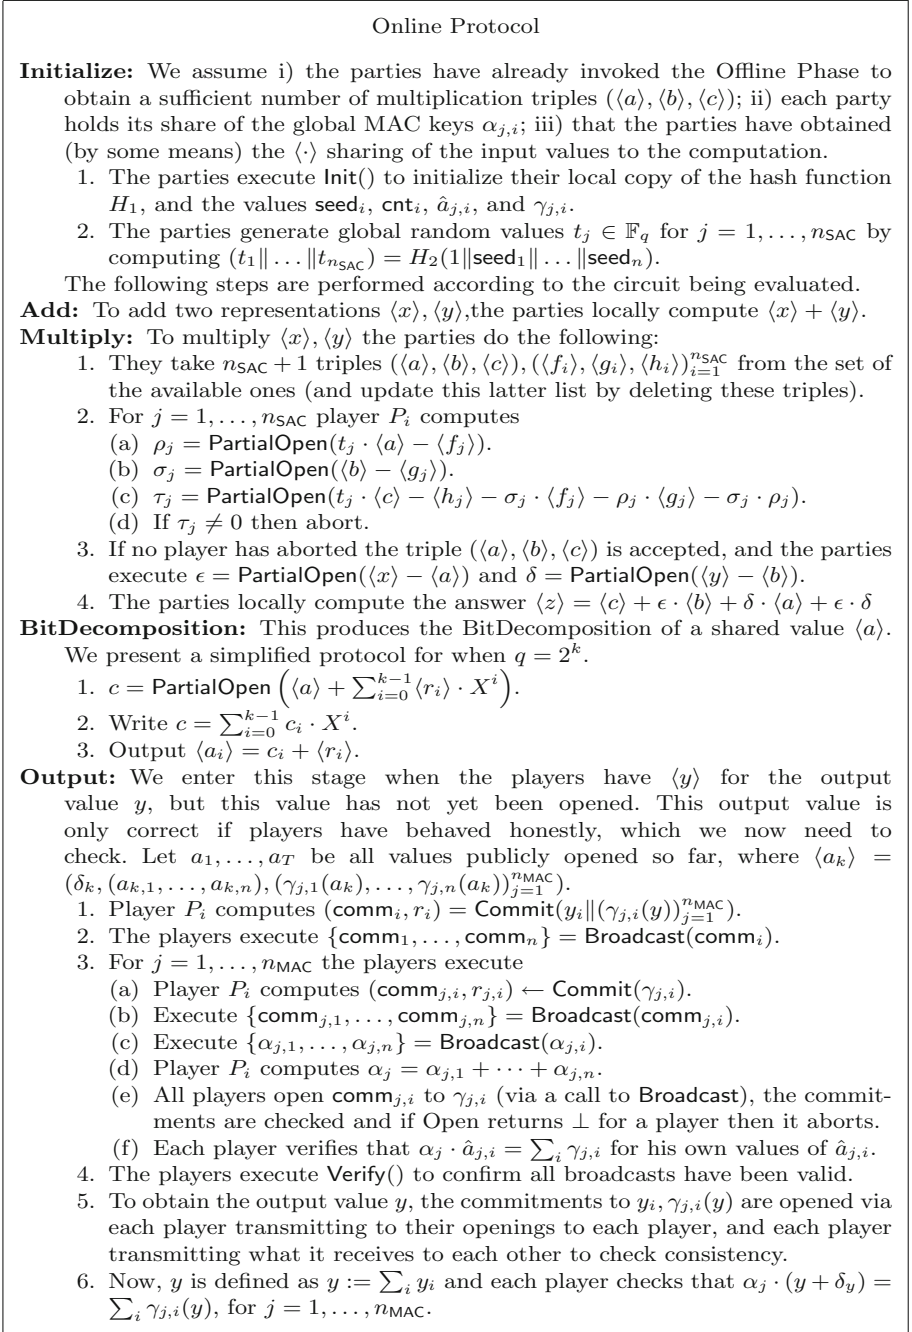 Online Protocol
Initialize: We assume i) the parties have already invoked the Offline Phase to
obtain a sufficient number of multiplication triples (⟨a⟩, ⟨b⟩, ⟨c⟩); ii) each party
holds its share of the global MAC keys α_{j,i}; iii) that the parties have obtained
(by some means) the ⟨·⟩ sharing of the input values to the computation.
1. The parties execute Init() to initialize their local copy of the hash function
H_1, and the values seed_i, cnt_i, â_{j,i}, and γ_{j,i}.
2. The parties generate global random values t_j ∈ 𝔽_q for j = 1, . . . , n_SAC by
computing (t_1‖ . . . ‖t_{n_SAC}) = H_2(1‖seed_1‖ . . . ‖seed_n).
The following steps are performed according to the circuit being evaluated.
Add: To add two representations ⟨x⟩, ⟨y⟩,the parties locally compute ⟨x⟩ + ⟨y⟩.
Multiply: To multiply ⟨x⟩, ⟨y⟩ the parties do the following:
1. They take n_SAC + 1 triples (⟨a⟩, ⟨b⟩, ⟨c⟩), (⟨f_i⟩, ⟨g_i⟩, ⟨h_i⟩)_{i=1}^{n_SAC} from the set of
the available ones (and update this latter list by deleting these triples).
2. For j = 1, . . . , n_SAC player P_i computes
(a) ρ_j = PartialOpen(t_j · ⟨a⟩ − ⟨f_j⟩).
(b) σ_j = PartialOpen(⟨b⟩ − ⟨g_j⟩).
(c) τ_j = PartialOpen(t_j · ⟨c⟩ − ⟨h_j⟩ − σ_j · ⟨f_j⟩ − ρ_j · ⟨g_j⟩ − σ_j · ρ_j).
(d) If τ_j ≠ 0 then abort.
3. If no player has aborted the triple (⟨a⟩, ⟨b⟩, ⟨c⟩) is accepted, and the parties
execute ϵ = PartialOpen(⟨x⟩ − ⟨a⟩) and δ = PartialOpen(⟨y⟩ − ⟨b⟩).
4. The parties locally compute the answer ⟨z⟩ = ⟨c⟩ + ϵ · ⟨b⟩ + δ · ⟨a⟩ + ϵ · δ
BitDecomposition: This produces the BitDecomposition of a shared value ⟨a⟩.
We present a simplified protocol for when q = 2^k.
1. c = PartialOpen (⟨a⟩ + ∑_{i=0}^{k−1} ⟨r_i⟩ · X^i).
2. Write c = ∑_{i=0}^{k−1} c_i · X^i.
3. Output ⟨a_i⟩ = c_i + ⟨r_i⟩.
Output: We enter this stage when the players have ⟨y⟩ for the output
value y, but this value has not yet been opened. This output value is
only correct if players have behaved honestly, which we now need to
check. Let a_1, . . . , a_T be all values publicly opened so far, where ⟨a_k⟩ =
(δ_k, (a_{k,1}, . . . , a_{k,n}), (γ_{j,1}(a_k), . . . , γ_{j,n}(a_k))_{j=1}^{n_MAC}).
1. Player P_i computes (comm_i, r_i) = Commit(y_i‖(γ_{j,i}(y))_{j=1}^{n_MAC}).
2. The players execute {comm_1, . . . , comm_n} = Broadcast(comm_i).
3. For j = 1, . . . , n_MAC the players execute
(a) Player P_i computes (comm_{j,i}, r_{j,i}) ← Commit(γ_{j,i}).
(b) Execute {comm_{j,1}, . . . , comm_{j,n}} = Broadcast(comm_{j,i}).
(c) Execute {α_{j,1}, . . . , α_{j,n}} = Broadcast(α_{j,i}).
(d) Player P_i computes α_j = α_{j,1} + · · · + α_{j,n}.
(e) All players open comm_{j,i} to γ_{j,i} (via a call to Broadcast), the commit-
ments are checked and if Open returns ⊥ for a player then it aborts.
(f) Each player verifies that α_j · â_{j,i} = ∑_i γ_{j,i} for his own values of â_{j,i}.
4. The players execute Verify() to confirm all broadcasts have been valid.
5. To obtain the output value y, the commitments to y_i, γ_{j,i}(y) are opened via
each player transmitting to their openings to each player, and each player
transmitting what it receives to each other to check consistency.
6. Now, y is defined as y := ∑_i y_i and each player checks that α_j · (y + δ_y) =
∑_i γ_{j,i}(y), for j = 1, . . . , n_MAC.